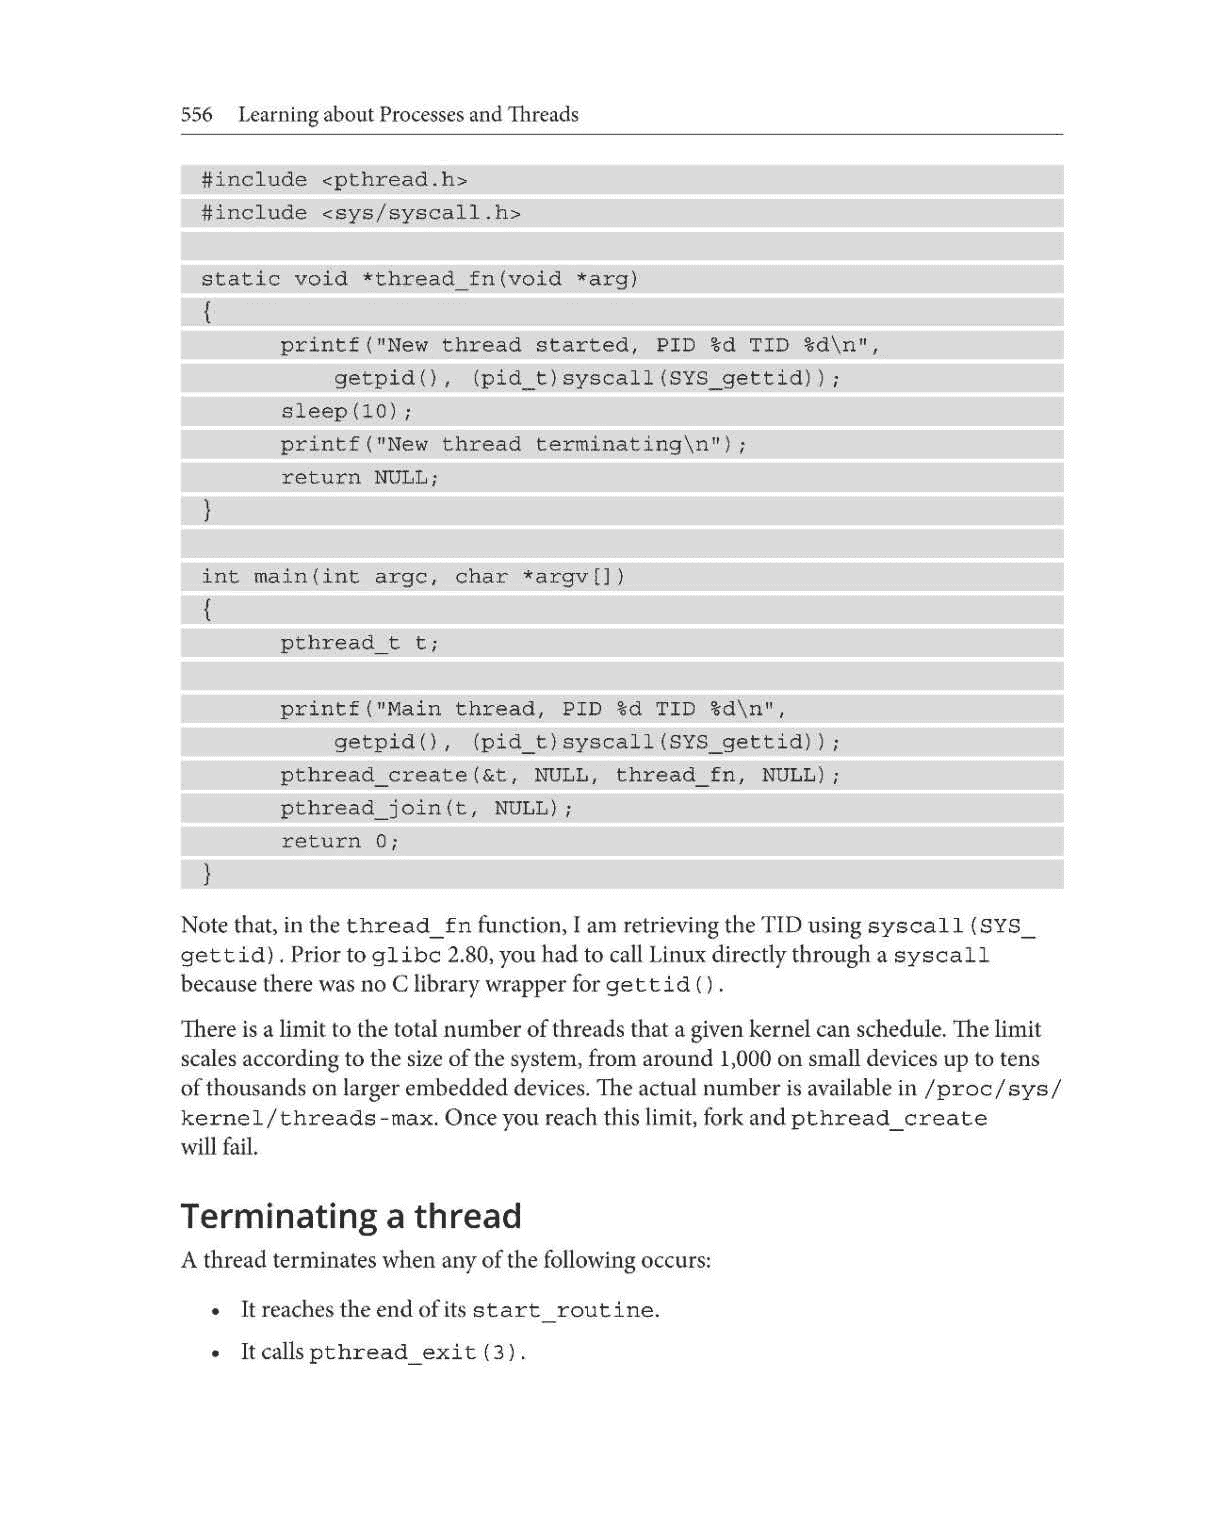 556 Learning about Processes and Threads
#include <pthread.h>
#include <sys/syscall.h>
static void *thread_fn(void *arg)
{
printf("New thread started, PID %d TID %d\n",
getpid(), (pid_t)syscall(SYS_gettid));
sleep(10);
printf("New thread terminating\n");
return NULL;
}
int main(int argc, char *argv[])
{
pthread_t t;
printf("Main thread, PID %d TID %d\n",
getpid(), (pid_t)syscall(SYS_gettid));
pthread_create(&t, NULL, thread_fn, NULL);
pthread_join(t, NULL);
return 0;
}
Note that, in the thread_fn function, I am retrieving the TID using syscall(SYS_
gettid). Prior to glibc 2.80, you had to call Linux directly through a syscall
because there was no C library wrapper for gettid().
There is a limit to the total number of threads that a given kernel can schedule. The limit
scales according to the size of the system, from around 1,000 on small devices up to tens
of thousands on larger embedded devices. The actual number is available in /proc/sys/
kernel/threads-max. Once you reach this limit, fork and pthread_create
will fail.
Terminating a thread
A thread terminates when any of the following occurs:
• It reaches the end of its start_routine.
• It calls pthread_exit(3).